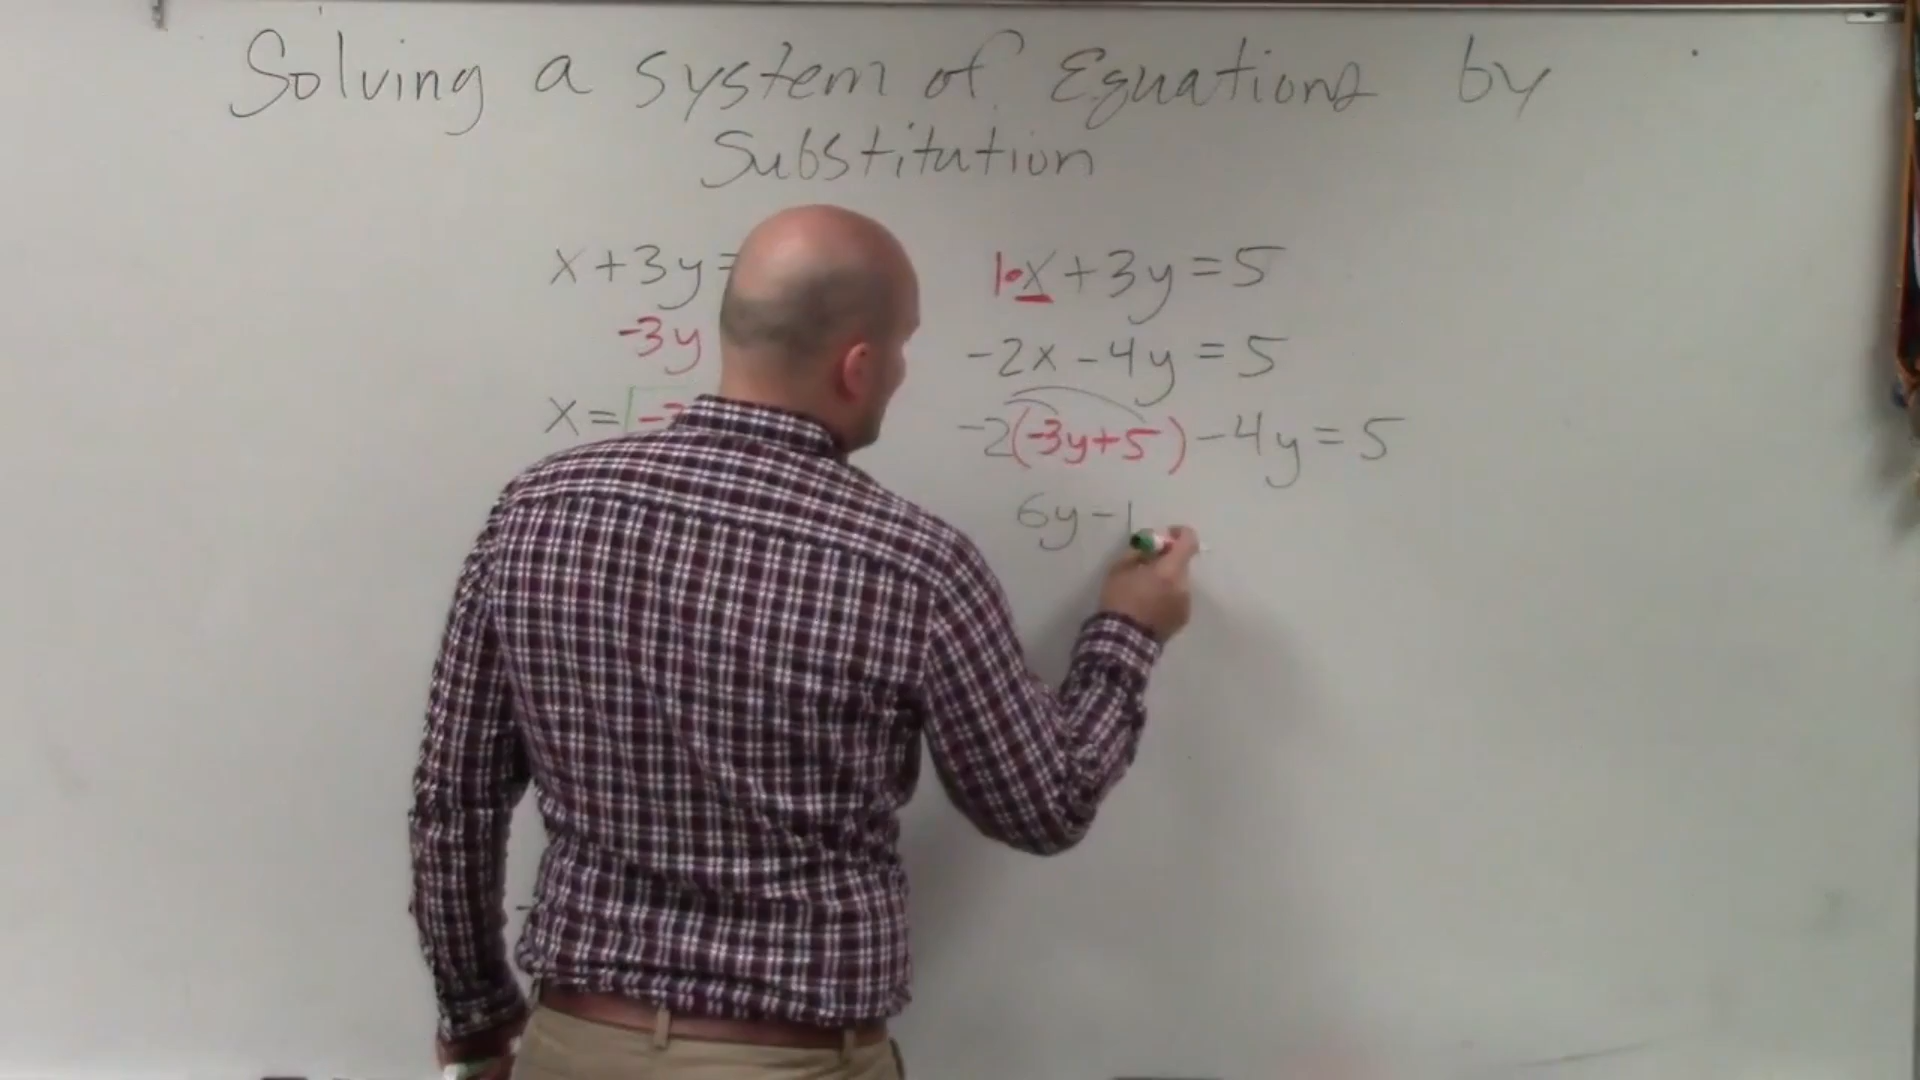 Solving a system of Equations by
Substitution
x+3y=
-3y
x=
1•x+3y=5
-2x-4y=5
-2(-3y+5)-4y=5
6y-1